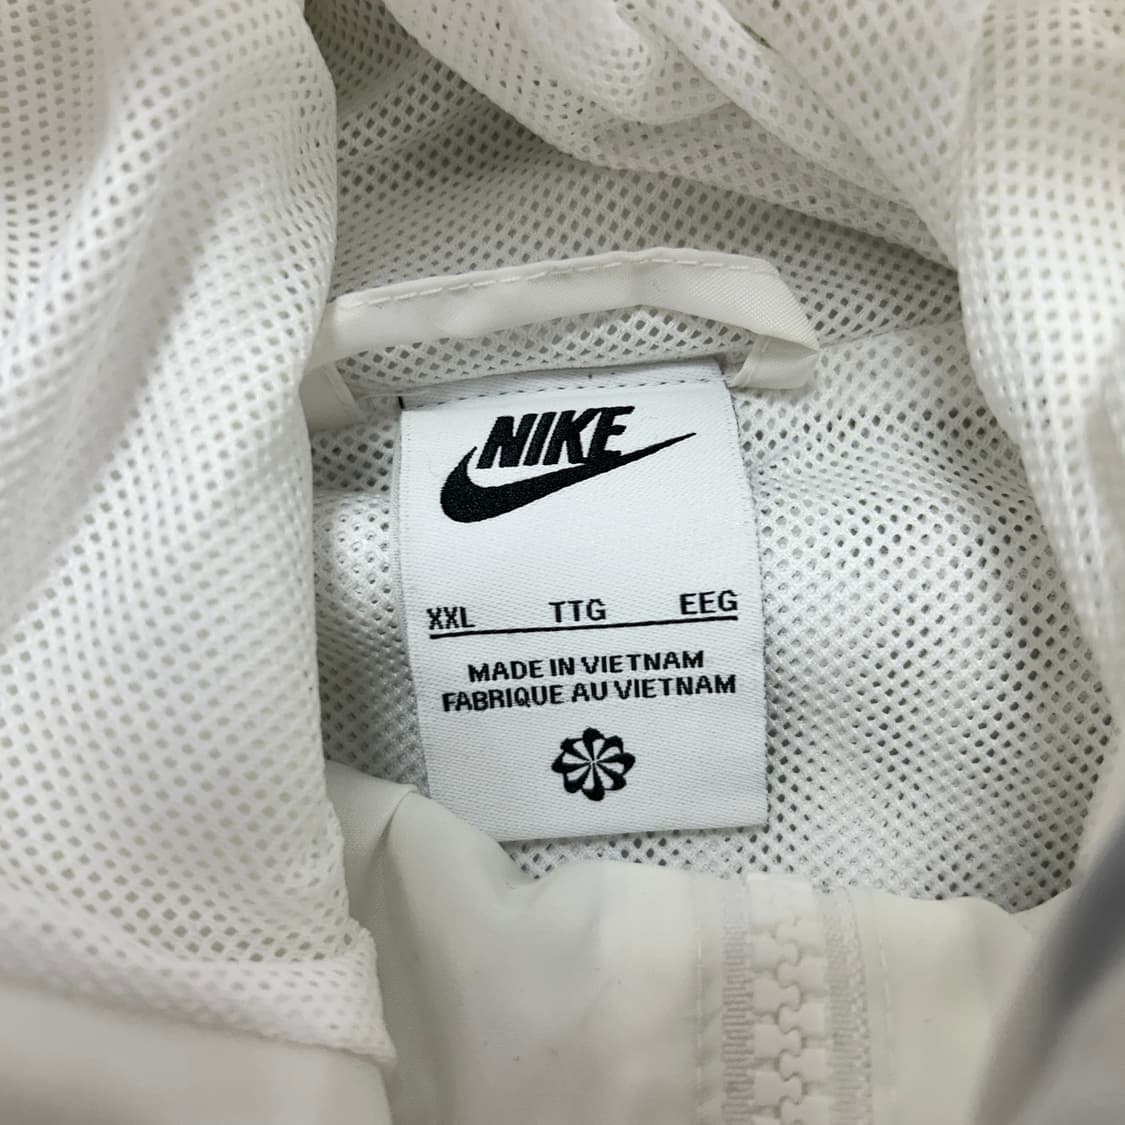 NIKE
XXL TTG EEG
MADE IN VIETNAM
FABRIQUE AU VIETNAM